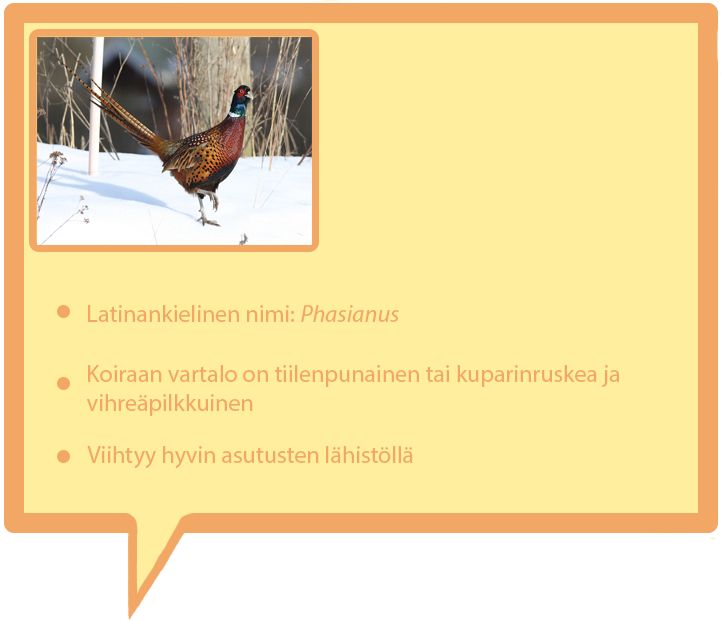 Latinankielinen nimi: Phasianus
Koiraan vartalo on tiilenpunainen tai kuparinruskea ja
vihreäpilkkuinen
Viihtyy hyvin asutusten lähistöllä